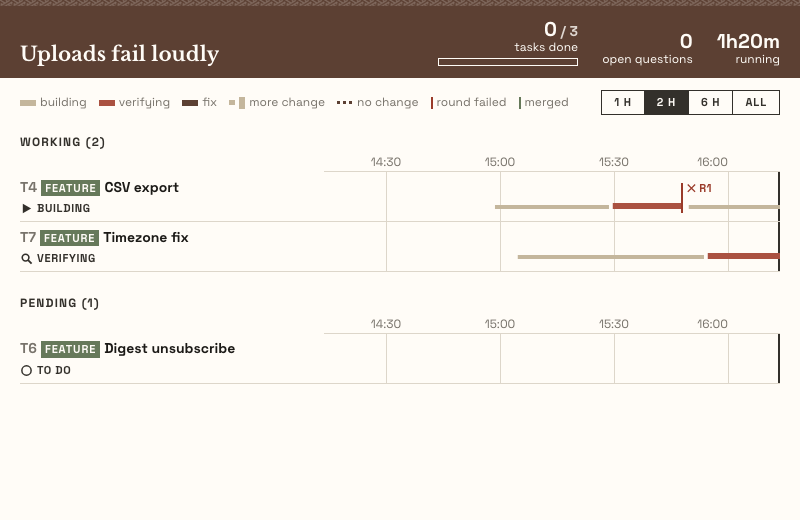 Uploads fail loudly
0 / 3
tasks done
0
open questions
1h20m
running
building
verifying
fix
more change
no change
round failed
merged
1 H
2 H
6 H
ALL
WORKING (2)
14:30 15:00 15:30 16:00
T4 FEATURE CSV export
R1
BUILDING
T7 FEATURE Timezone fix
VERIFYING
PENDING (1)
14:30 15:00 15:30 16:00
T6 FEATURE Digest unsubscribe
TO DO